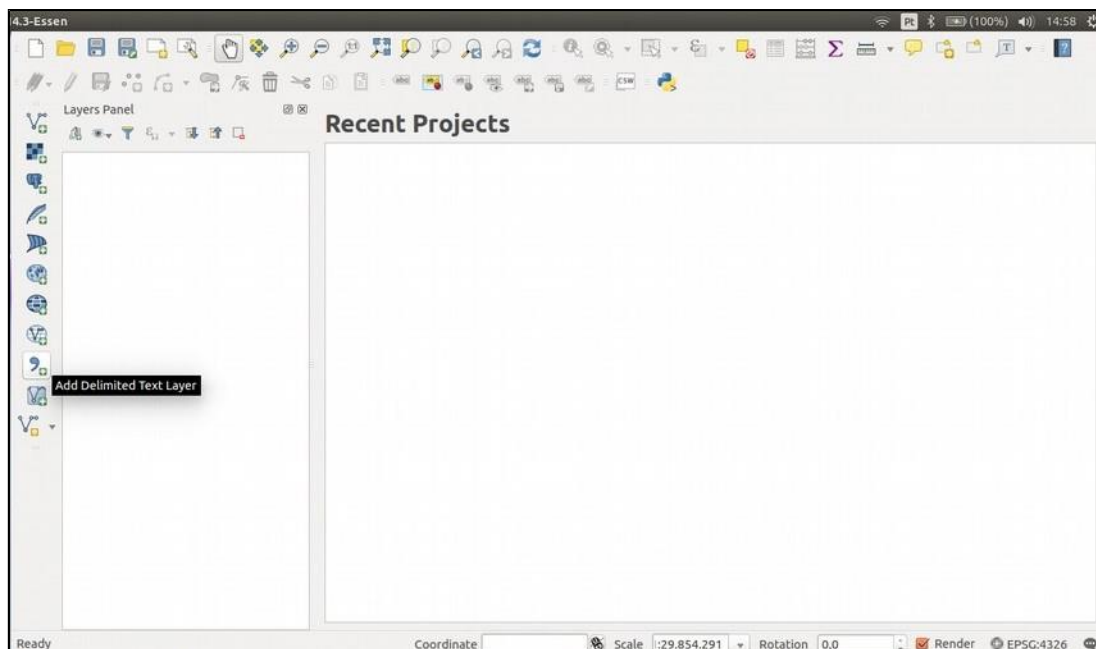 4.3-Essen
Pt (100%) 14:58
Layers Panel
Recent Projects
Add Delimited Text Layer
Ready Coordinate Scale :29.854.291 Rotation 0,0 Render EPSG:4326